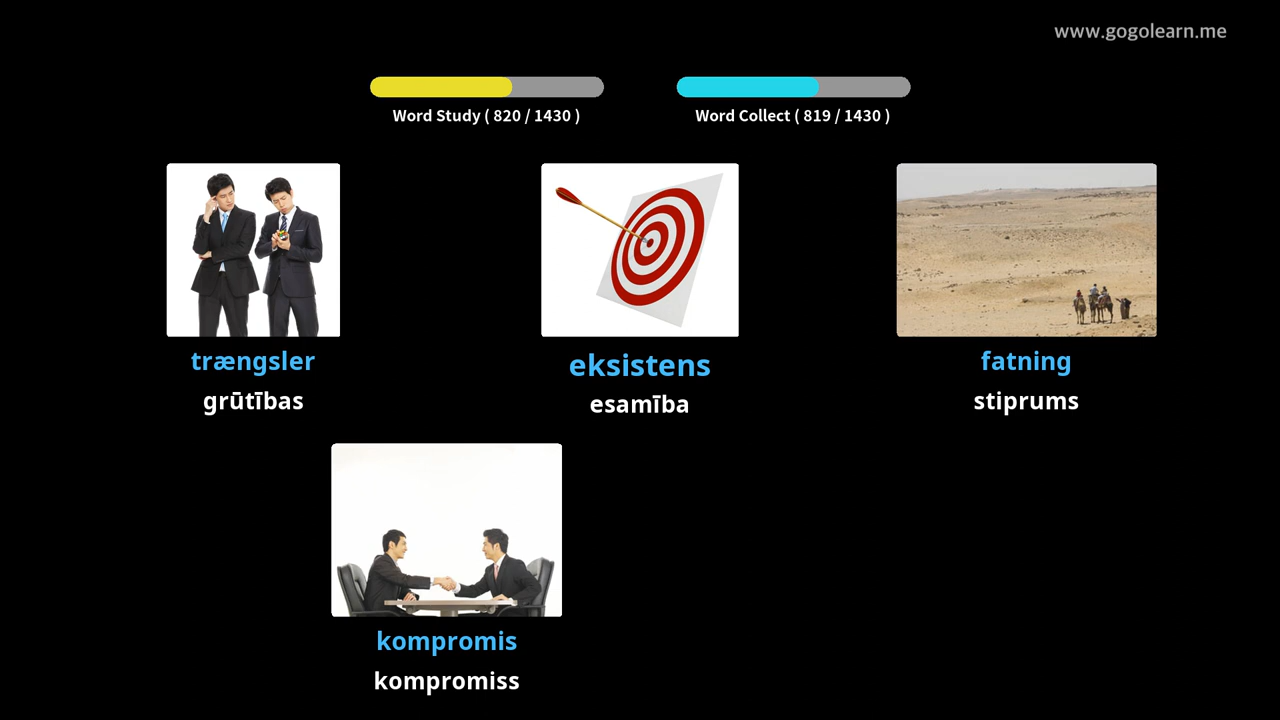 www.gogolearn.me
Word Study ( 820 / 1430 )
Word Collect ( 819 / 1430 )
trængsler
grūtības
eksistens
esamība
fatning
stiprums
kompromis
kompromiss